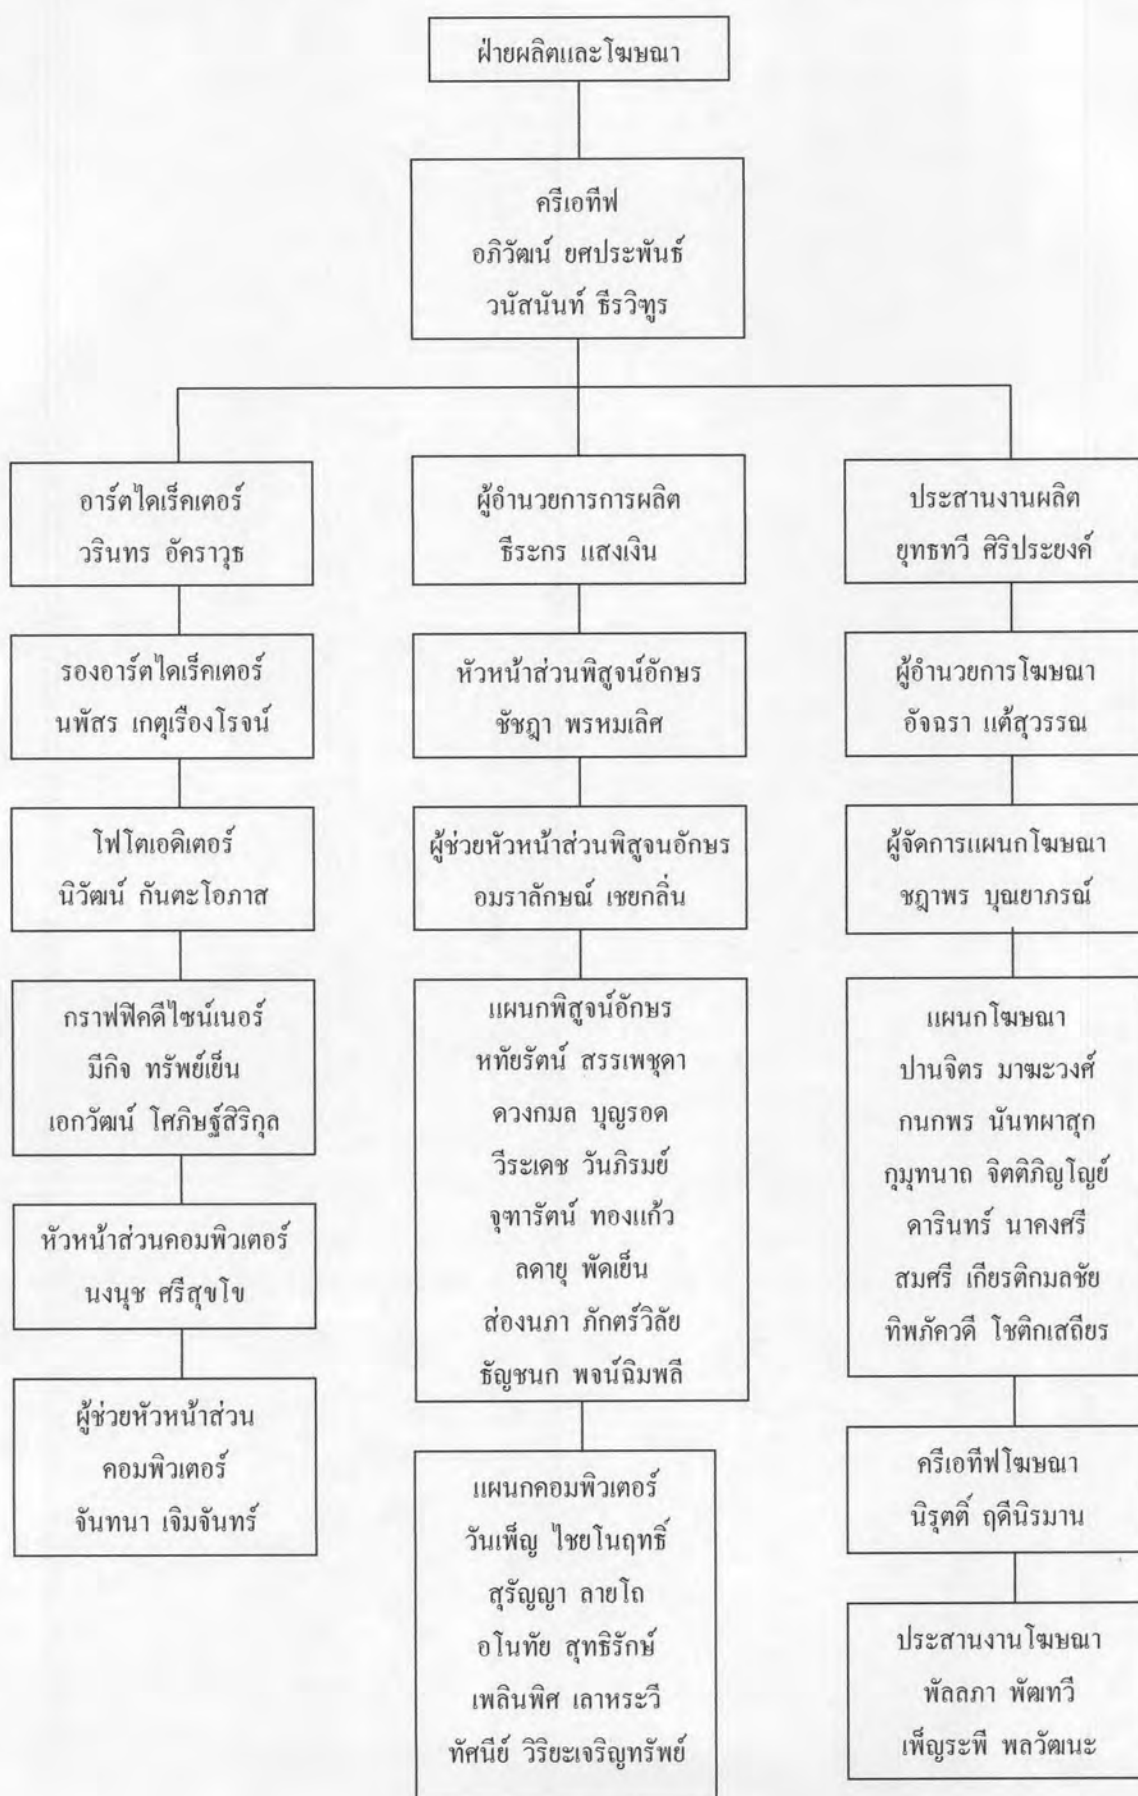 ฝ่ายผลิตและโฆษณา
ครีเอทีฟ
อภิวัฒน์ ยศประพันธ์
วนัสนันท์ ธีรวิฑูร
อาร์ตไดเร็คเตอร์
วรินทร อัคราวุธ
รองอาร์ตไดเร็คเตอร์
นพัสร เกตุเรืองโรจน์
โฟโตเอดิเตอร์
นิวัฒน์ กันตะโอภาส
กราฟฟิคดีไซน์เนอร์
มีกิจ ทรัพย์เย็น
เอกวัฒน์ โศภิษฐ์สิริกุล
หัวหน้าส่วนคอมพิวเตอร์
นงนุช ศรีสุขโข
ผู้ช่วยหัวหน้าส่วน
คอมพิวเตอร์
จันทนา เจิมจันทร์
ผู้อำนวยการการผลิต
ธีระกร แสงเงิน
หัวหน้าส่วนพิสูจน์อักษร
ชัชฎา พรหมเลิศ
ผู้ช่วยหัวหน้าส่วนพิสูจนอักษร
อมราลักษณ์ เชยกลิ่น
แผนกพิสูจน์อักษร
หทัยรัตน์ สรรเพชุดา
ดวงกมล บุญรอด
วีระเดช วันภิรมย์
จุฑารัตน์ ทองแก้ว
ลดายุ พัดเย็น
ส่องนภา ภักตร์วิลัย
ธัญชนก พจน์ฉิมพลี
แผนกคอมพิวเตอร์
วันเพ็ญ ไชยโนฤทธิ์
สุรัญญา ลายโถ
อโนทัย สุทธิรักษ์
เพลินพิศ เลาหระวี
ทัศนีย์ วิริยะเจริญทรัพย์
ประสานงานผลิต
ยุทธทวี ศิริประยงค์
ผู้อำนวยการโฆษณา
อัจฉรา แต้สุวรรณ
ผู้จัดการแผนกโฆษณา
ชฎาพร บุณยาภรณ์
แผนกโฆษณา
ปานจิตร มาฆะวงศ์
กนกพร นันทผาสุก
กุมุทนาถ จิตติภิญโญย์
ดารินทร์ นาคงศรี
สมศรี เกียรติกมลชัย
ทิพภัควดี โชติกเสถียร
ครีเอทีฟโฆษณา
นิรุตติ์ ฤดีนิรมาน
ประสานงานโฆษณา
พัลลภา พัฒทวี
เพ็ญระพี พลวัฒนะ